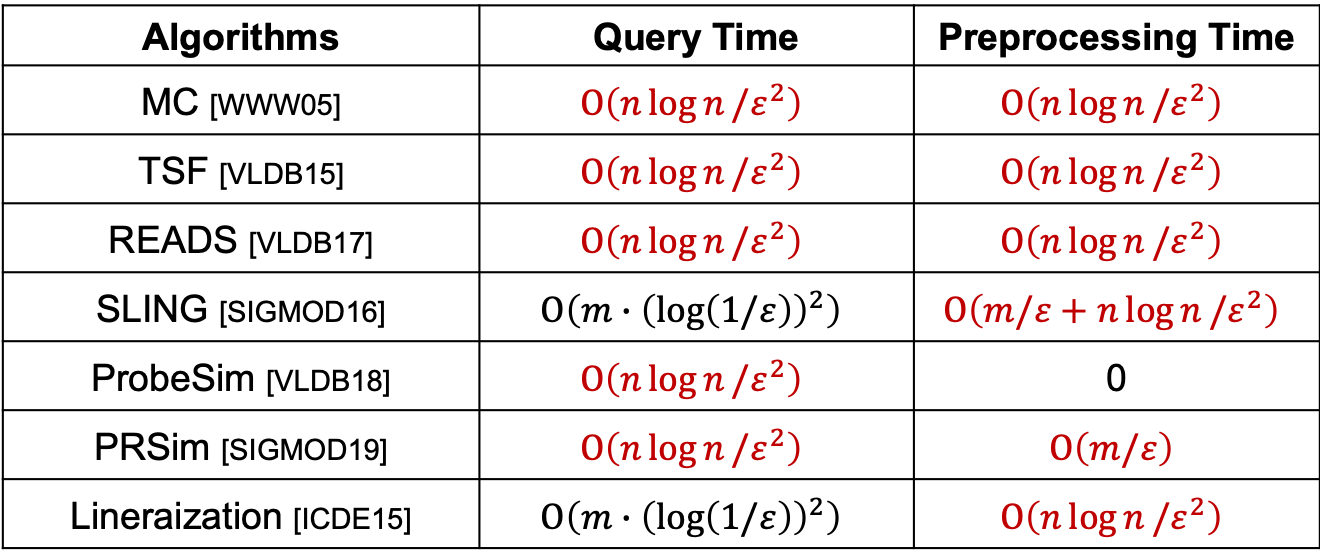 Algorithms Query Time Preprocessing Time
MC [WWW05] O(n log n /ε²) O(n log n /ε²)
TSF [VLDB15] O(n log n /ε²) O(n log n /ε²)
READS [VLDB17] O(n log n /ε²) O(n log n /ε²)
SLING [SIGMOD16] O(m · (log(1/ε))²) O(m/ε + n log n /ε²)
ProbeSim [VLDB18] O(n log n /ε²) 0
PRSim [SIGMOD19] O(n log n /ε²) O(m/ε)
Lineraization [ICDE15] O(m · (log(1/ε))²) O(n log n /ε²)